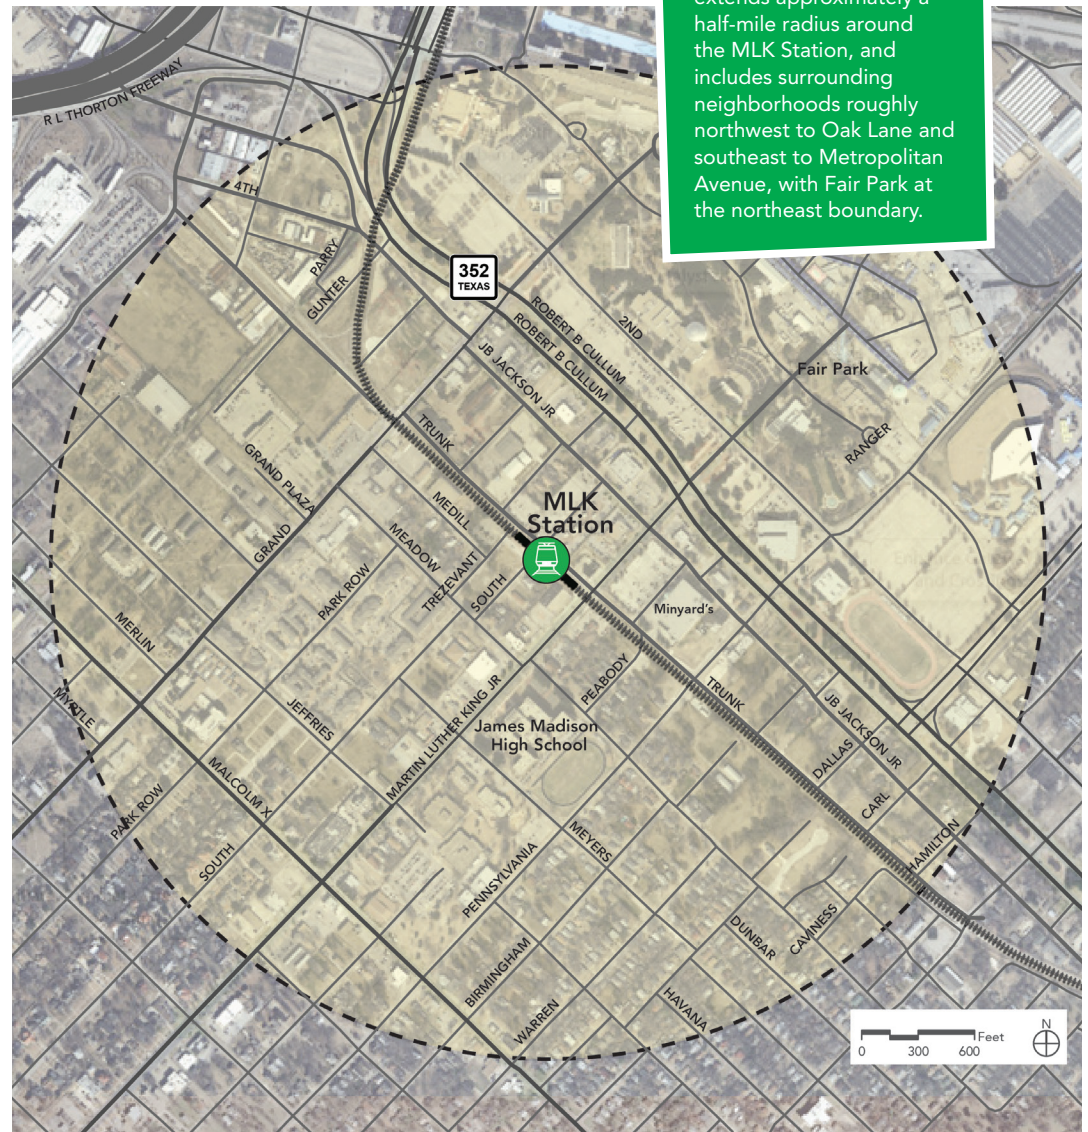 extends approximately a
half-mile radius around
the MLK Station, and
includes surrounding
neighborhoods roughly
northwest to Oak Lane and
southeast to Metropolitan
Avenue, with Fair Park at
the northeast boundary.
R L THORTON FREEWAY
4TH
PARRY
GUNTER
352
TEXAS
ROBERT B CULLUM
ROBERT B CULLUM
2ND
JB JACKSON JR
Fair Park
RANGER
TRUNK
GRAND PLAZA
MEDILL
MLK
Station
GRAND
MEADOW
TREZEVANT
SOUTH
PARK ROW
Minyard's
MERLIN
PEABODY
TRUNK
MYRTLE
JEFFRIES
MARTIN LUTHER KING JR
James Madison
High School
JB JACKSON JR
DALLAS
CARL
MALCOLM X
PARK ROW
SOUTH
MEYERS
HAMILTON
PENNSYLVANIA
DUNBAR
CAVINESS
BIRMINGHAM
WARREN
HAVANA
Feet
0 300 600
N